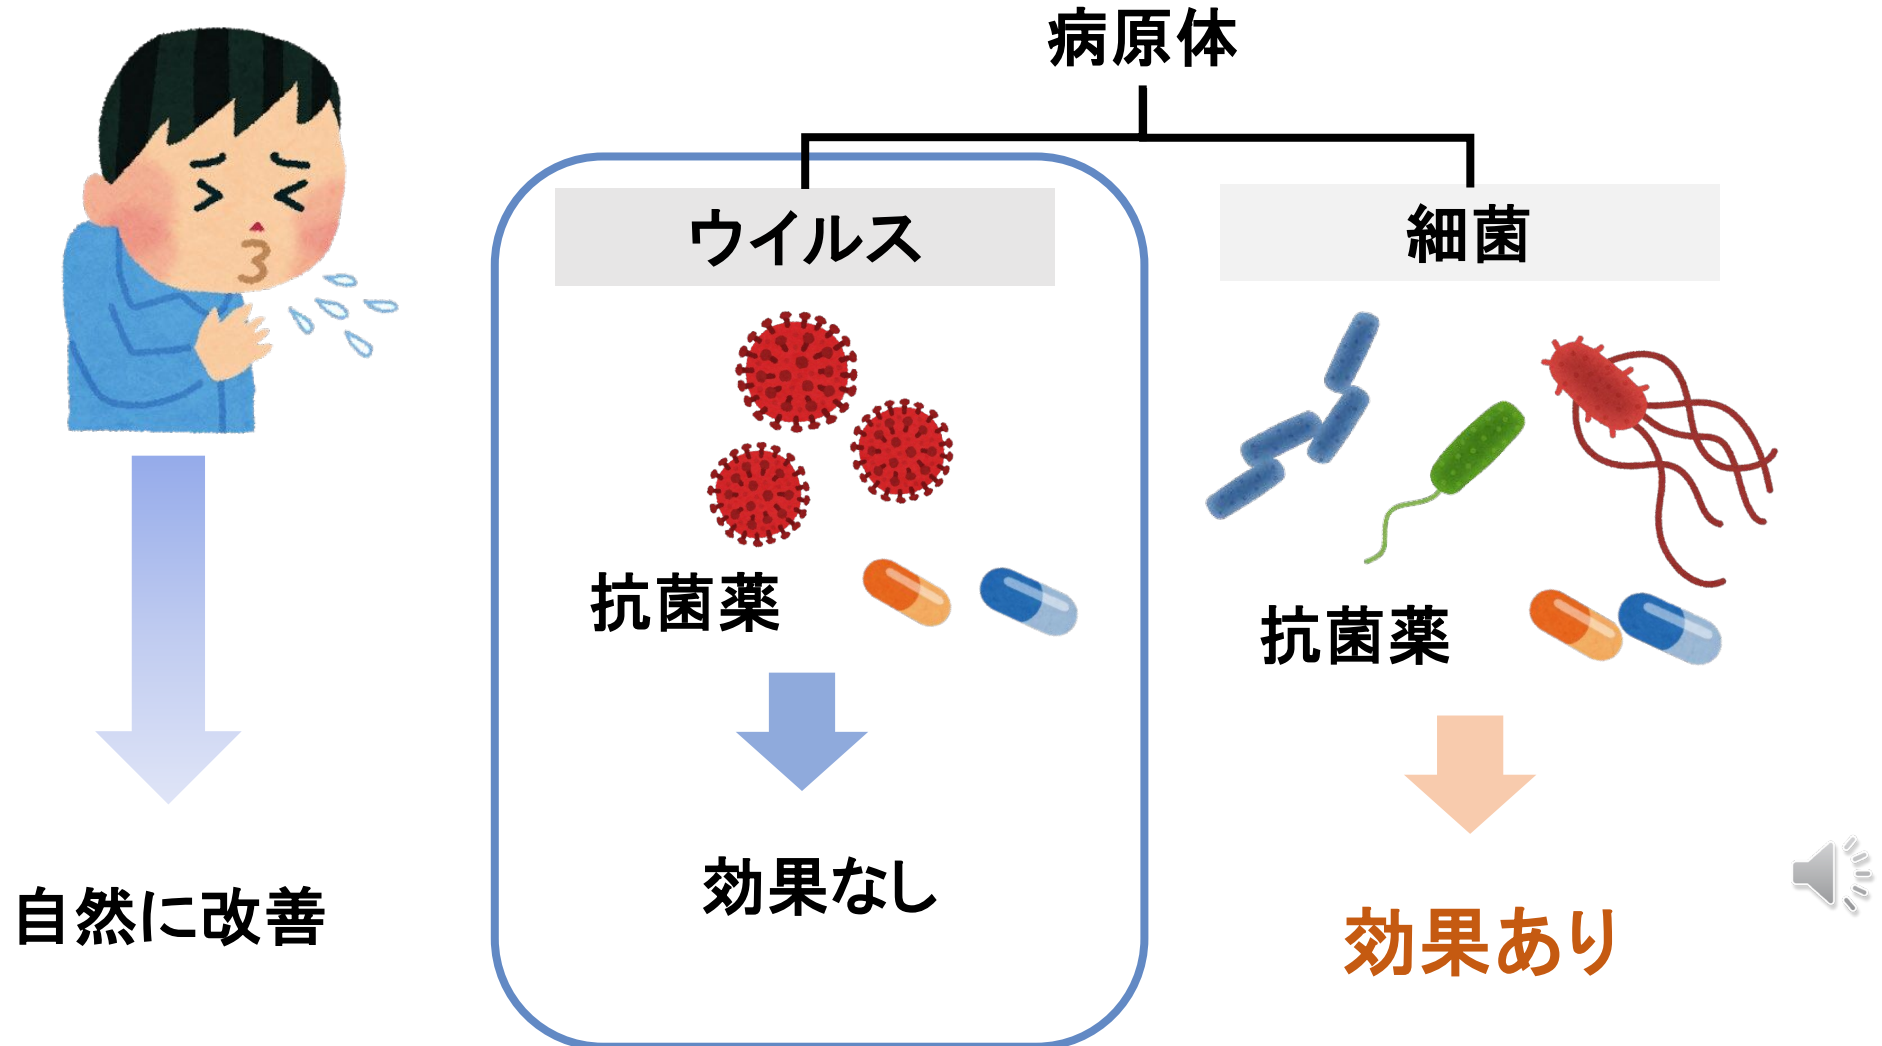 病原体
ウイルス
細菌
抗菌薬
抗菌薬
効果なし
自然に改善
効果あり